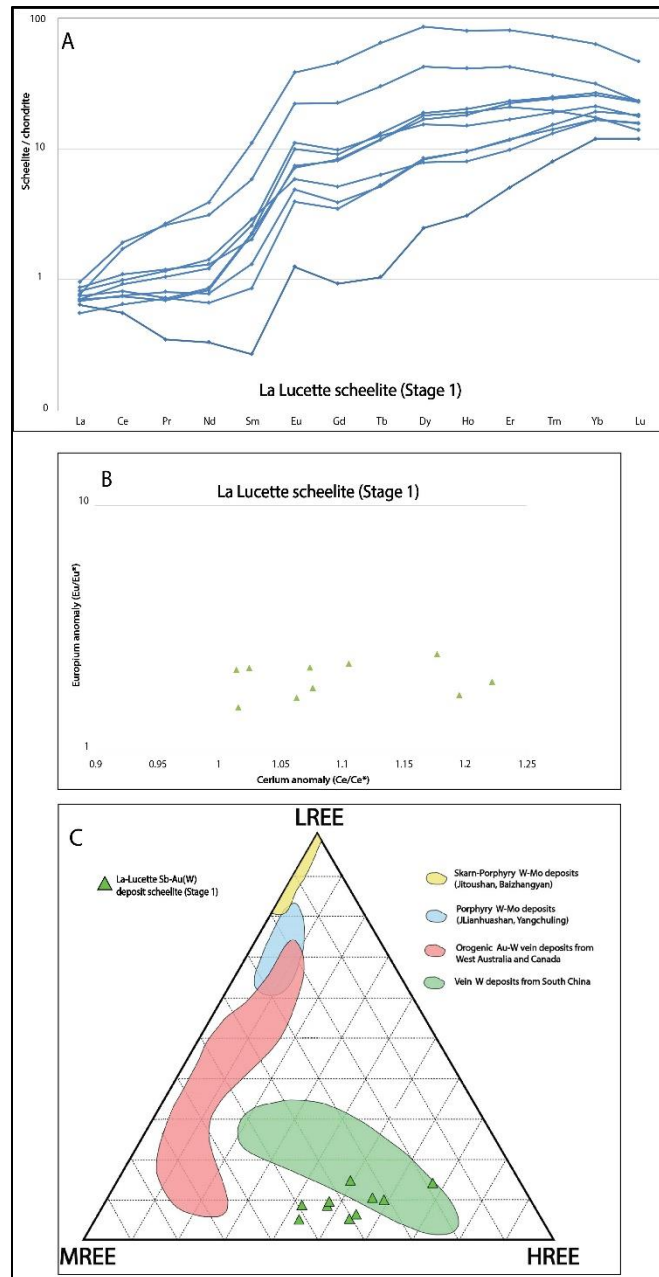 A
100
10
1
0
Scheelite / chondrite
La Lucette scheelite (Stage 1)
La Ce Pr Nd Sm Eu Gd Tb Dy Ho Er Tm Yb Lu
B
La Lucette scheelite (Stage 1)
10
Europium anomaly (Eu/Eu*)
1
0.9 0.95 1 1.05 1.1 1.15 1.2 1.25
Cerium anomaly (Ce/Ce*)
C
LREE
La-Lucette Sb-Au(W)
deposit scheelite (Stage 1)
Skarn-Porphyry W-Mo deposits
(Jitoushan, Baizhangyan)
Porphyry W-Mo deposits
(JLianhuashan, Yangchuling)
Orogenic Au-W vein deposits from
West Australia and Canada
Vein W deposits from South China
MREE
HREE